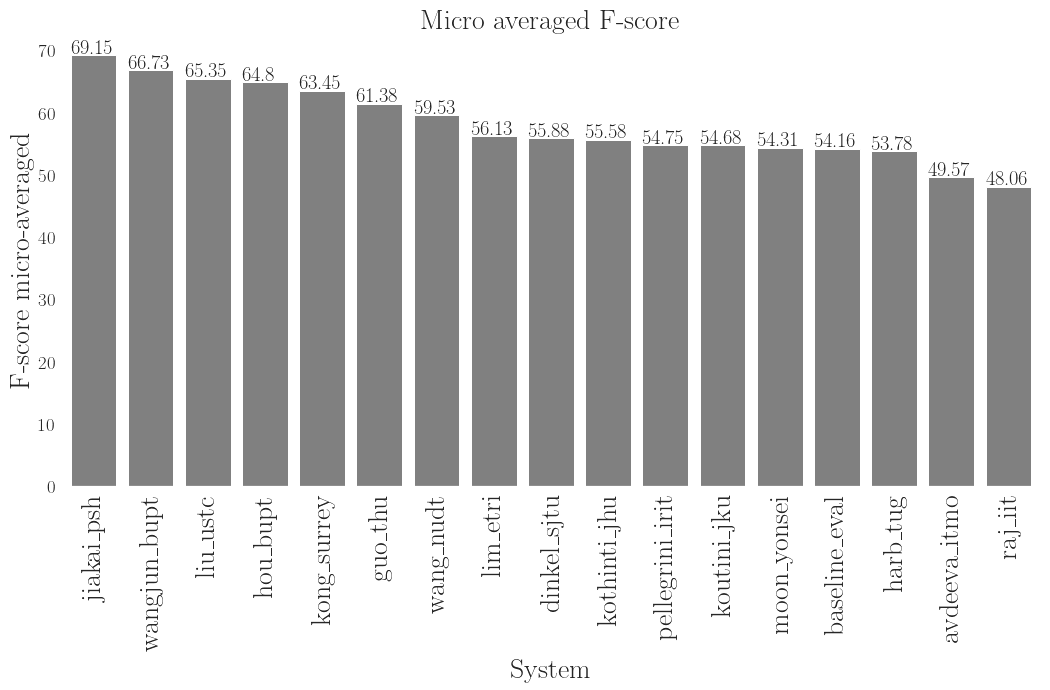 Micro averaged F-score
F-score micro-averaged
70
60
50
40
30
20
10
0
69.15
66.73
65.35
64.8
63.45
61.38
59.53
56.13
55.88
55.58
54.75
54.68
54.31
54.16
53.78
49.57
48.06
jiakai_psh
wangjun_bupt
liu_ustc
hou_bupt
kong_surrey
guo_thu
wang_nudt
lim_etri
dinkel_sjtu
kothinti_jhu
pellegrini_irit
koutini_jku
moon_yonsei
baseline_eval
harb_tug
avdeeva_itmo
raj_iit
System